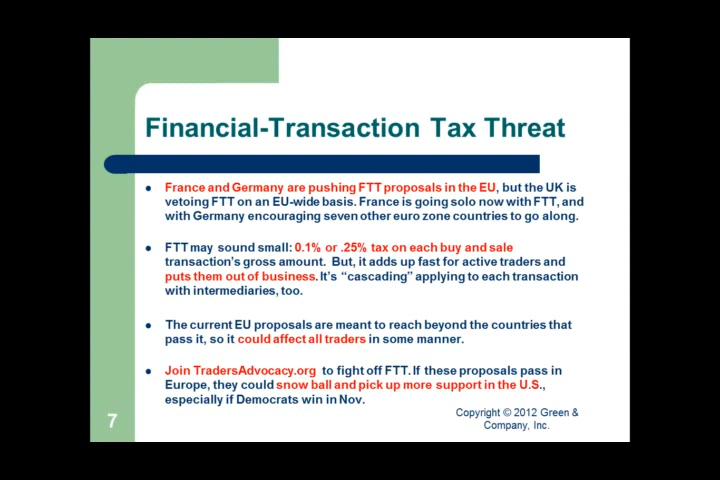 Financial-Transaction Tax Threat
• France and Germany are pushing FTT proposals in the EU, but the UK is
vetoing FTT on an EU-wide basis. France is going solo now with FTT, and
with Germany encouraging seven other euro zone countries to go along.
• FTT may sound small: 0.1% or .25% tax on each buy and sale
transaction's gross amount. But, it adds up fast for active traders and
puts them out of business. It's “cascading” applying to each transaction
with intermediaries, too.
• The current EU proposals are meant to reach beyond the countries that
pass it, so it could affect all traders in some manner.
• Join TradersAdvocacy.org to fight off FTT. If these proposals pass in
Europe, they could snow ball and pick up more support in the U.S.,
especially if Democrats win in Nov.
7
Copyright © 2012 Green &
Company, Inc.